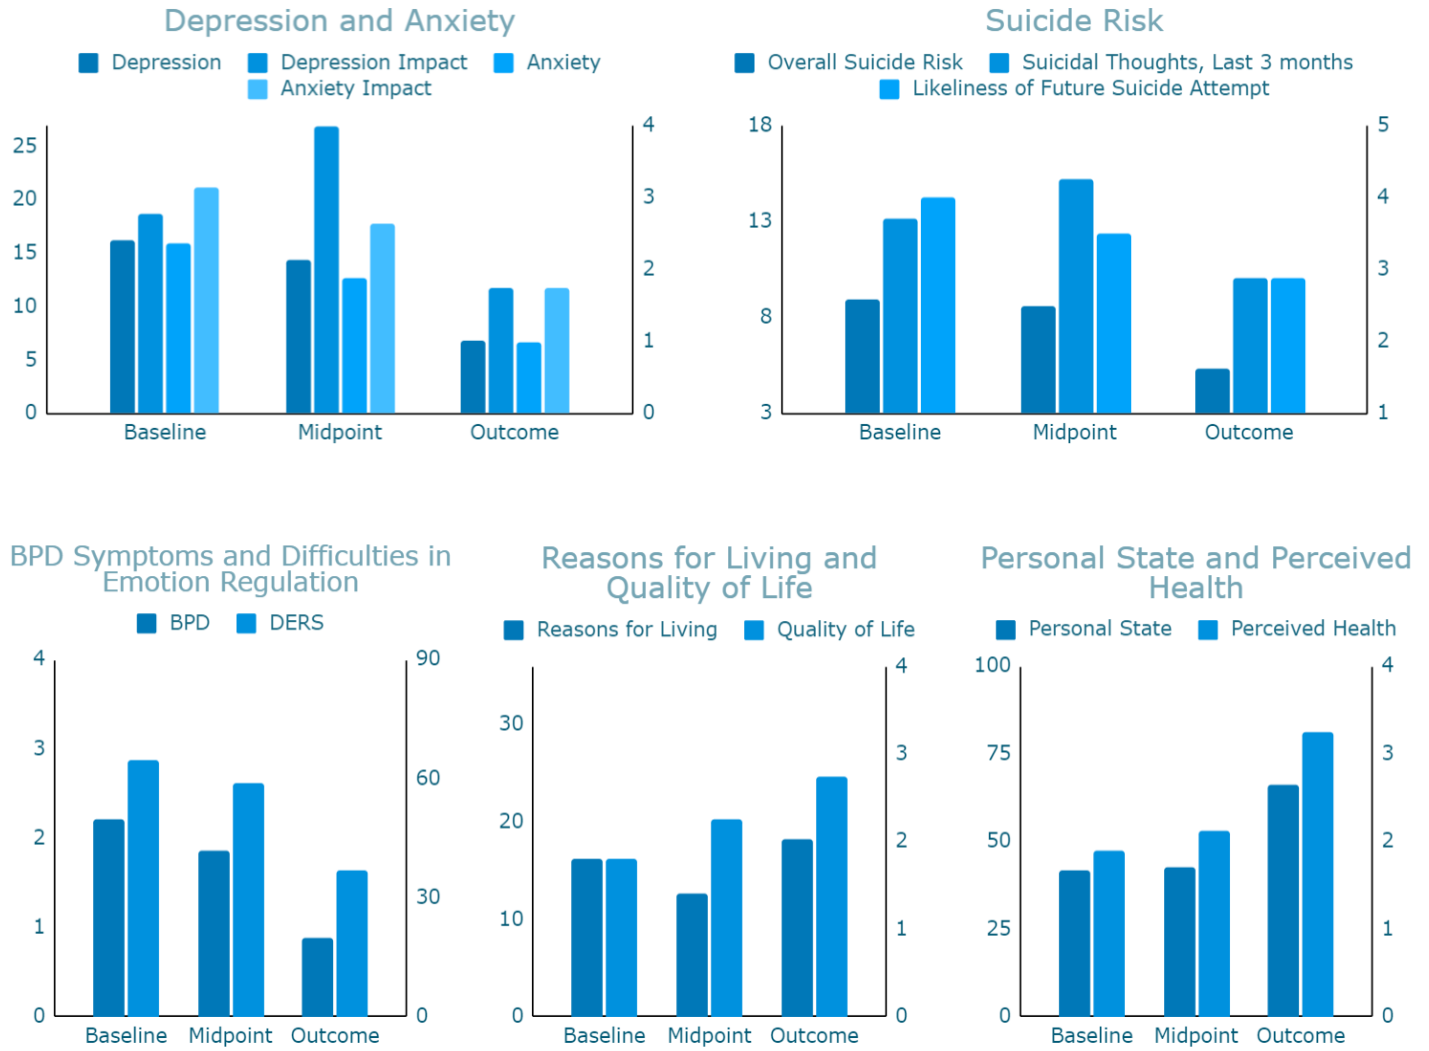 Depression and Anxiety
Depression Depression Impact Anxiety
Anxiety Impact
25
20
15
10
5
0
4
3
2
1
0
Baseline Midpoint Outcome
Suicide Risk
Overall Suicide Risk Suicidal Thoughts, Last 3 months
Likeliness of Future Suicide Attempt
18
13
8
3
5
4
3
2
1
Baseline Midpoint Outcome
BPD Symptoms and Difficulties in
Emotion Regulation
BPD DERS
4
3
2
1
0
90
60
30
0
Baseline Midpoint Outcome
Reasons for Living and
Quality of Life
Reasons for Living Quality of Life
30
20
10
0
4
3
2
1
0
Baseline Midpoint Outcome
Personal State and Perceived
Health
Personal State Perceived Health
100
75
50
25
0
4
3
2
1
0
Baseline Midpoint Outcome